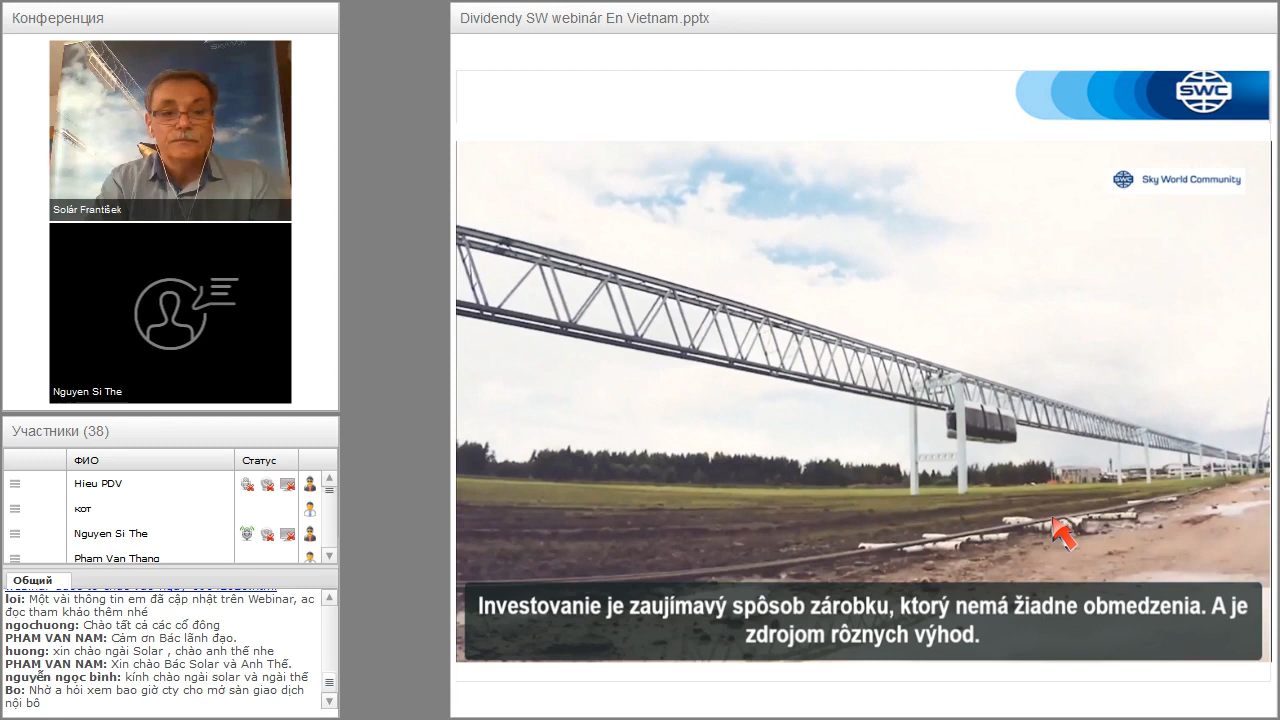 Конференция
Solár František
Nguyen Si The
Участники (38)
ФИО
Статус
Hieu PDV
кот
Nguyen Si The
Pham Van Thang
Общий
loi: Một vài thông tin em đã cập nhật trên Webinar, ac
đọc tham khảo thêm nhé
ngochuong: Chào tất cả các cổ đông
PHAM VAN NAM: Cám ơn Bác lãnh đạo.
huong: xin chào ngài Solar , chào anh thế nhe
PHAM VAN NAM: Xin chào Bác Solar và Anh Thế.
nguyễn ngọc bình: kính chào ngài solar và ngài thế
Bo: Nhờ a hỏi xem bao giờ cty cho mở sàn giao dịch
nội bộ
Dividendy SW webinár En Vietnam.pptx
SWC
SWC Sky World Community
Investovanie je zaujímavý spôsob zárobku, ktorý nemá žiadne obmedzenia. A je
zdrojom rôznych výhod.